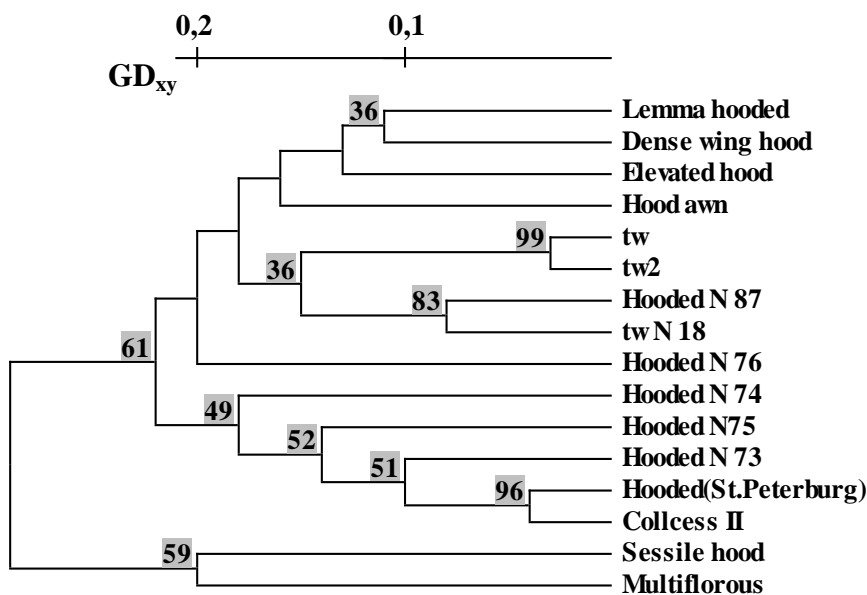 0,2 0,1
GDxy
36 Lemma hooded
Dense wing hood
Elevated hood
Hood awn
99 tw
tw2
36
83 Hooded N 87
tw N 18
61 Hooded N 76
Hooded N 74
49
52 Hooded N75
51 Hooded N 73
96 Hooded(St.Peterburg)
Collcess II
59 Sessile hood
Multiflorous